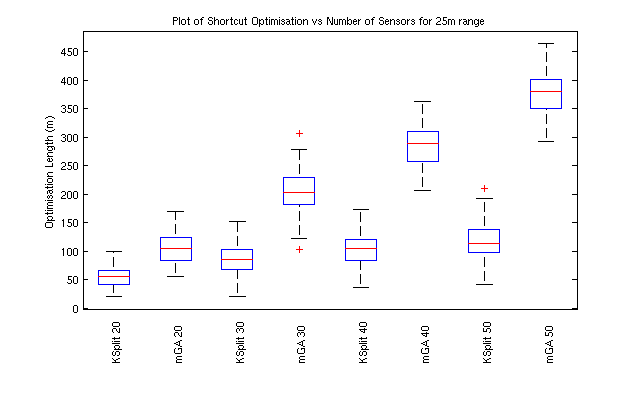 Plot of Shortcut Optimisation vs Number of Sensors for 25m range
Optimisation Length (m)
450
400
350
300
250
200
150
100
50
0
KSplit 20
mGA 20
KSplit 30
mGA 30
KSplit 40
mGA 40
KSplit 50
mGA 50